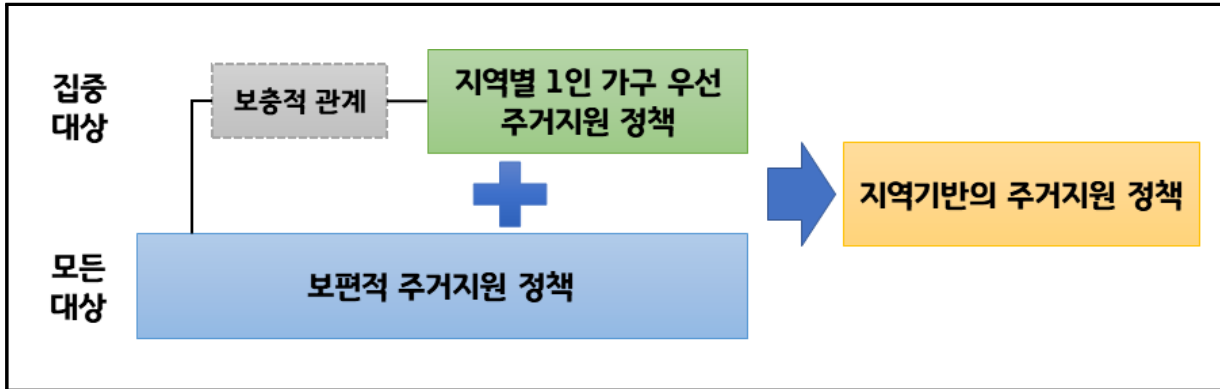 집중
대상
보충적 관계
지역별 1인 가구 우선
주거지원 정책
지역기반의 주거지원 정책
모든
대상
보편적 주거지원 정책